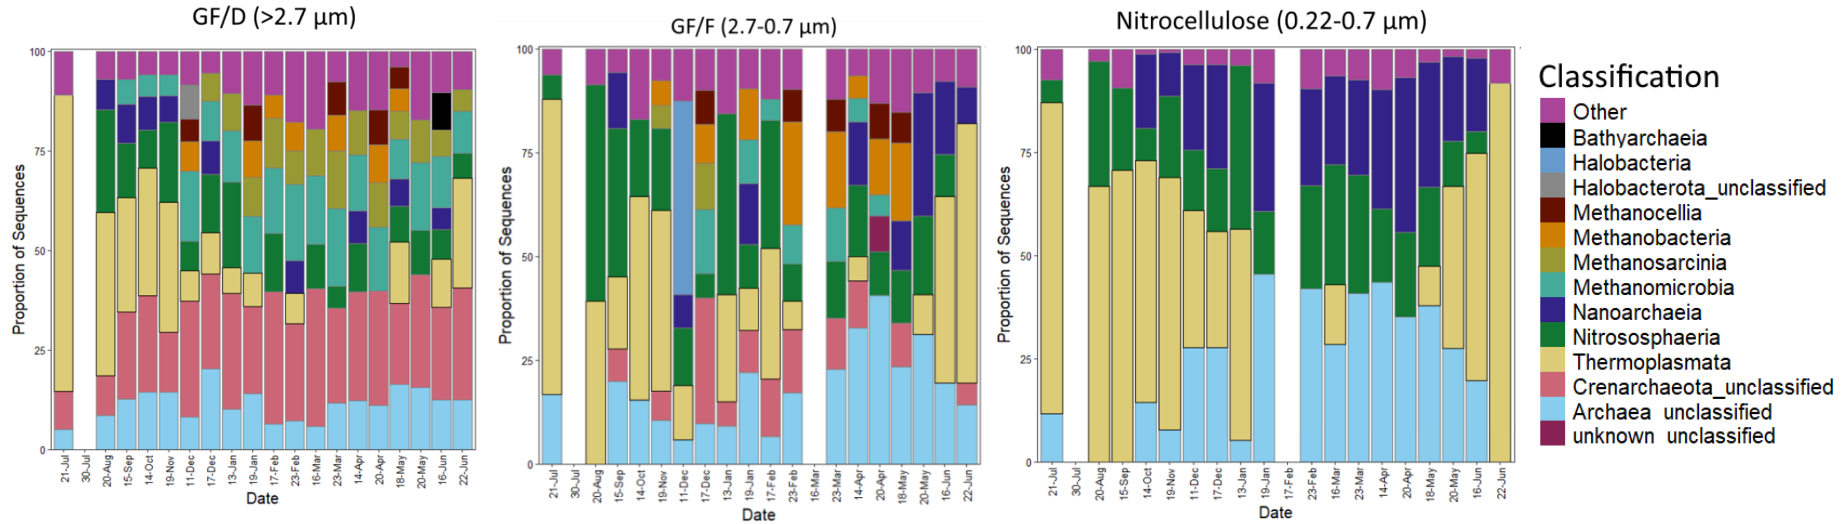 GF/D (>2.7 µm)
GF/F (2.7-0.7 µm)
Nitrocellulose (0.22-0.7 µm)
Proportion of Sequences
100
75
50
25
0
21-Jul
30-Jul
20-Aug
15-Sep
14-Oct
19-Nov
11-Dec
17-Dec
13-Jan
19-Jan
17-Feb
23-Feb
16-Mar
23-Mar
14-Apr
20-Apr
18-May
20-May
16-Jun
22-Jun
Date
Proportion of Sequences
100
75
50
25
0
21-Jul
30-Jul
20-Aug
15-Sep
14-Oct
19-Nov
11-Dec
17-Dec
13-Jan
19-Jan
17-Feb
23-Feb
16-Mar
23-Mar
14-Apr
20-Apr
18-May
20-May
16-Jun
22-Jun
Date
Proportion of Sequences
100
75
50
25
0
21-Jul
30-Jul
20-Aug
15-Sep
14-Oct
19-Nov
11-Dec
17-Dec
13-Jan
19-Jan
17-Feb
23-Feb
16-Mar
23-Mar
14-Apr
20-Apr
18-May
20-May
16-Jun
22-Jun
Date
Classification
Other
Bathyarchaeia
Halobacteria
Halobacterota_unclassified
Methanocellia
Methanobacteria
Methanosarcinia
Methanomicrobia
Nanoarchaeia
Nitrososphaeria
Thermoplasmata
Crenarchaeota_unclassified
Archaea unclassified
unknown unclassified